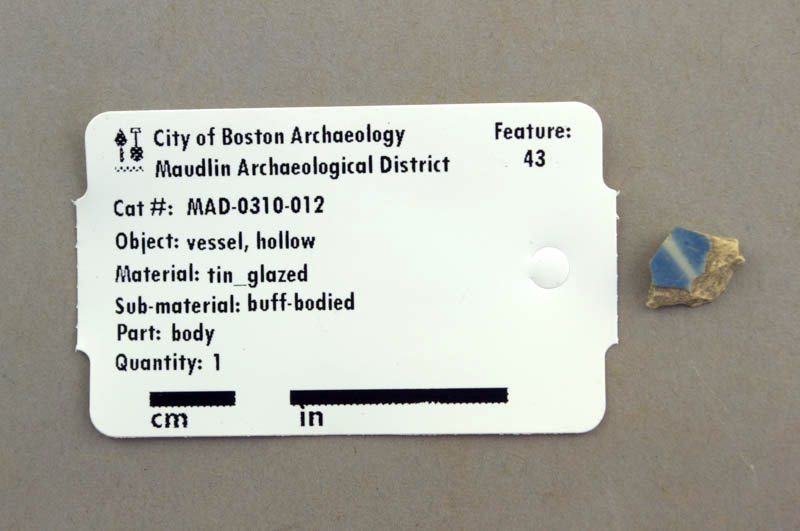 City of Boston Archaeology
Maudlin Archaeological District
Feature:
43
Cat #: MAD-0310-012
Object: vessel, hollow
Material: tin_glazed
Sub-material: buff-bodied
Part: body
Quantity: 1
cm in